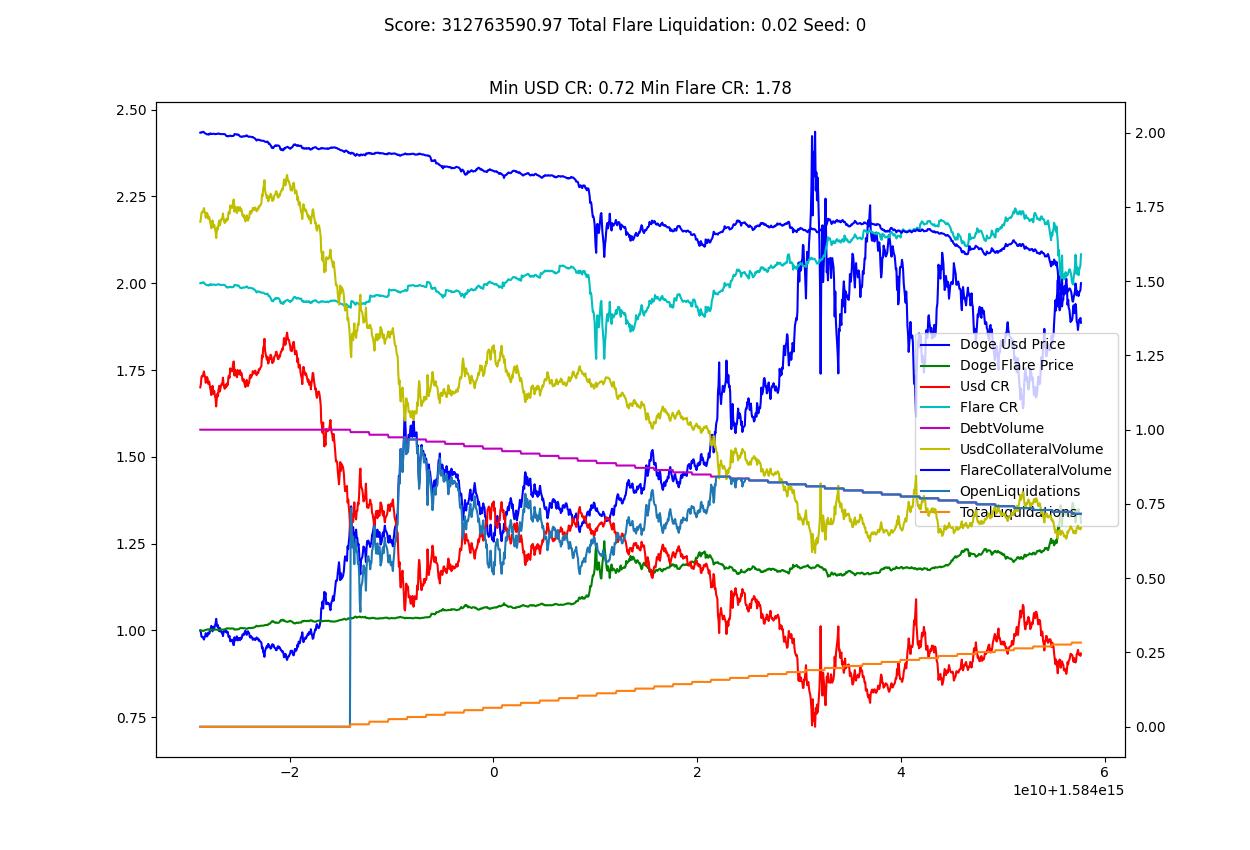 Score: 312763590.97 Total Flare Liquidation: 0.02 Seed: 0
Min USD CR: 0.72 Min Flare CR: 1.78
2.50
2.25
2.00
1.75
1.50
1.25
1.00
0.75
2.00
1.75
1.50
1.25
1.00
0.75
0.50
0.25
0.00
Doge Usd Price
Doge Flare Price
Usd CR
Flare CR
DebtVolume
UsdCollateralVolume
FlareCollateralVolume
OpenLiquidations
TotalLiquidations
−2 0 2 4 6
1e10+1.584e15